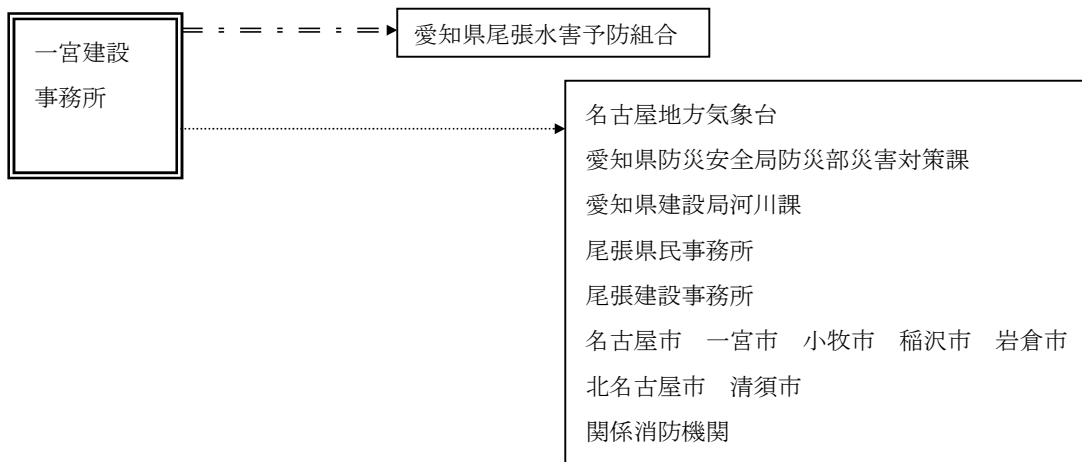 一宮建設
事務所
愛知県尾張水害予防組合
名古屋地方気象台
愛知県防災安全局防災部災害対策課
愛知県建設局河川課
尾張県民事務所
尾張建設事務所
名古屋市　一宮市　小牧市　稲沢市　岩倉市
北名古屋市　清須市
関係消防機関